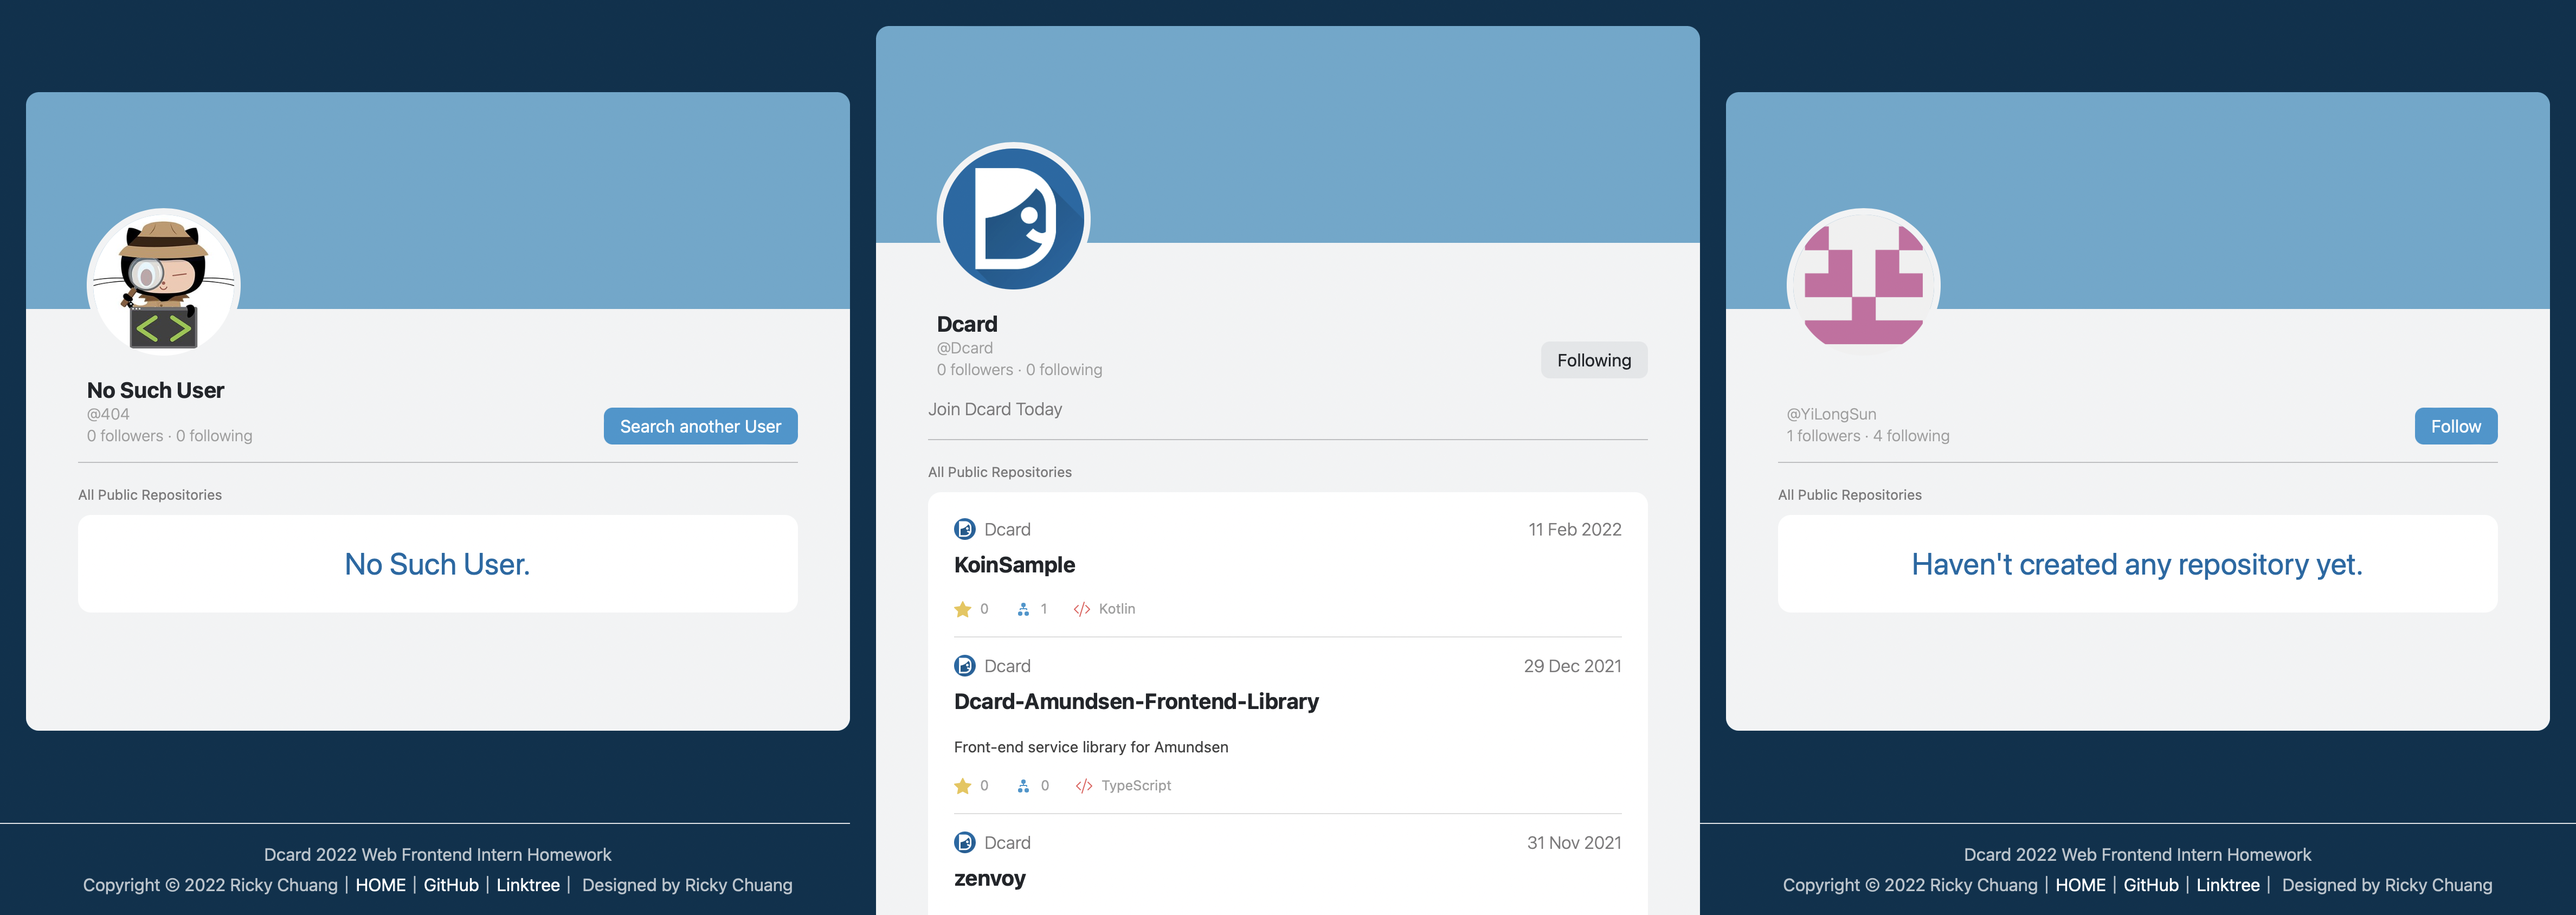 No Such User
@404
0 followers · 0 following
Search another User
All Public Repositories
No Such User.
Dcard 2022 Web Frontend Intern Homework
Copyright © 2022 Ricky Chuang | HOME | GitHub | Linktree | Designed by Ricky Chuang
Dcard
@Dcard
0 followers · 0 following
Following
Join Dcard Today
All Public Repositories
Dcard 11 Feb 2022
KoinSample
0 1 </> Kotlin
Dcard 29 Dec 2021
Dcard-Amundsen-Frontend-Library
Front-end service library for Amundsen
0 0 </> TypeScript
Dcard 31 Nov 2021
zenvoy
@YiLongSun
1 followers · 4 following
Follow
All Public Repositories
Haven't created any repository yet.
Dcard 2022 Web Frontend Intern Homework
Copyright © 2022 Ricky Chuang | HOME | GitHub | Linktree | Designed by Ricky Chuang